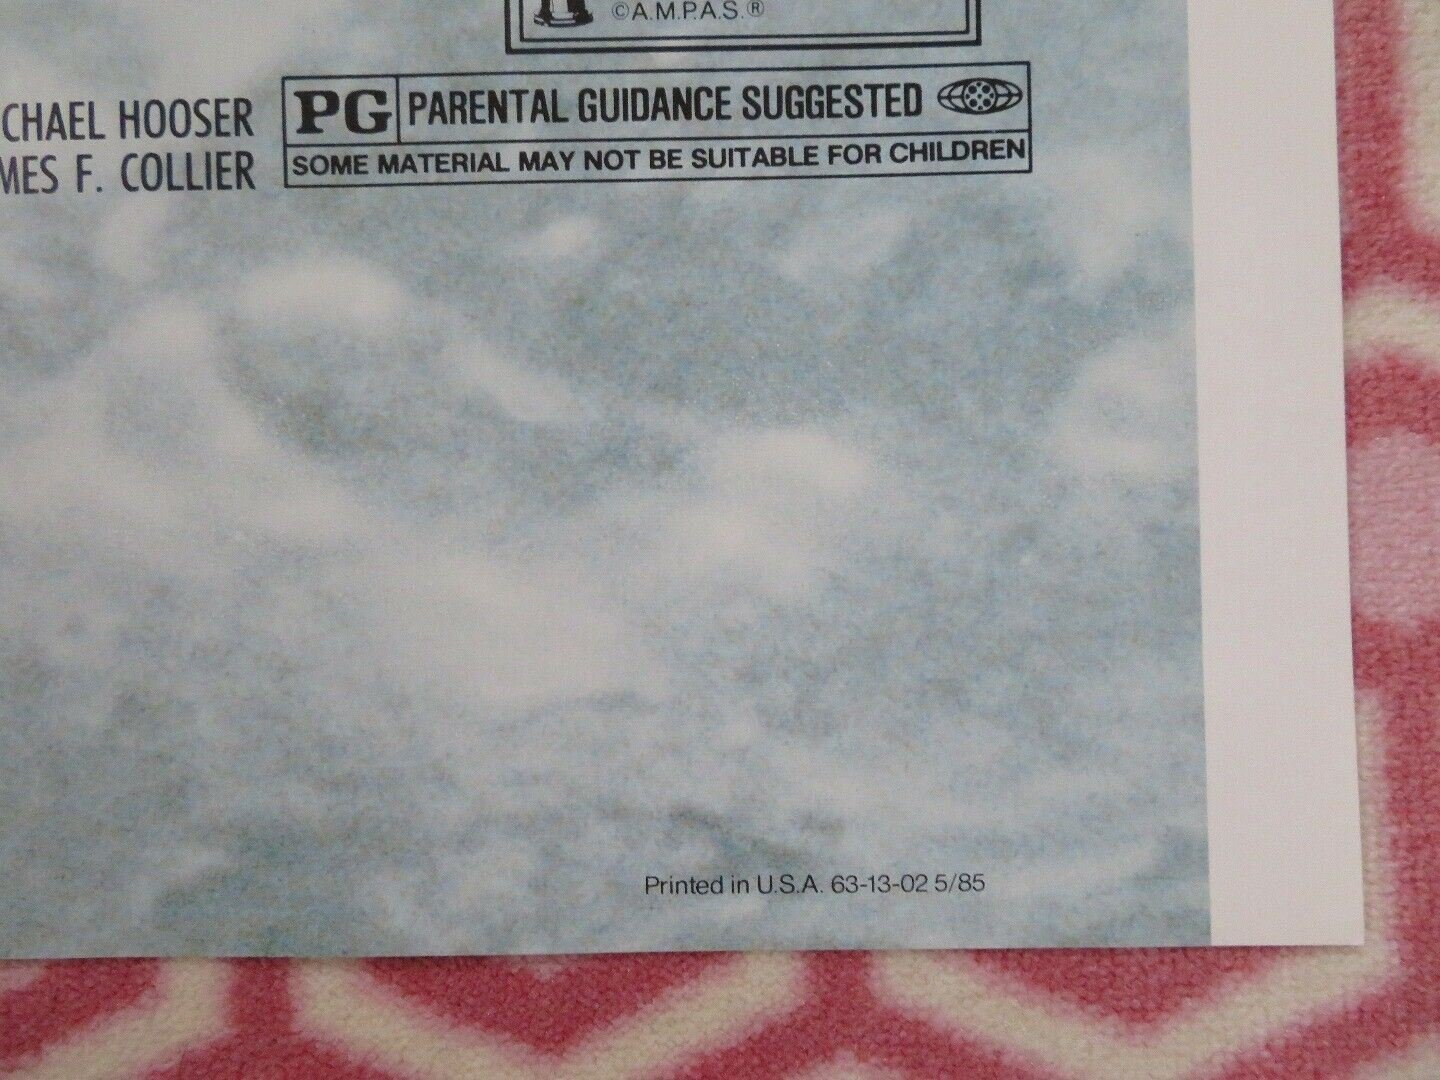 ©A.M.P.A.S.®
CHAEL HOOSER
MES F. COLLIER
PG PARENTAL GUIDANCE SUGGESTED
SOME MATERIAL MAY NOT BE SUITABLE FOR CHILDREN
Printed in U.S.A. 63-13-02 5/85